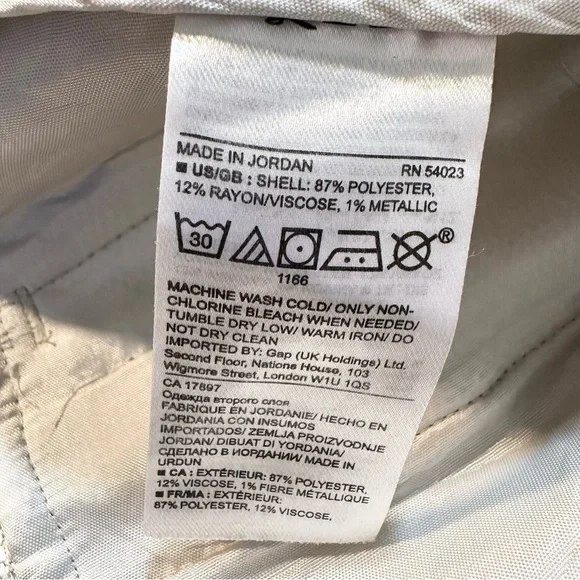 MADE IN JORDAN RN 54023
■ US/GB : SHELL: 87% POLYESTER,
12% RAYON/VISCOSE, 1% METALLIC
30
®
1166
MACHINE WASH COLD/ ONLY NON-
CHLORINE BLEACH WHEN NEEDED/
TUMBLE DRY LOW/ WARM IRON/ DO
NOT DRY CLEAN
IMPORTED BY: Gap (UK Holdings) Ltd.
Second Floor, Nations House, 103
Wigmore Street, London W1U 1QS
CA 17897
Одежда второго слоя
FABRIQUE EN JORDANIE/ HECHO EN
JORDANIA CON INSUMOS
IMPORTADOS/ ZEMLJA PROIZVODNJE
JORDAN/ DIBUAT DI YORDANIA/
СДЕЛАНО В ИОРДАНИИ/ MADE IN
URDUN
■ CA : EXTÉRIEUR: 87% POLYESTER,
12% VISCOSE, 1% FIBRE MÉTALLIQUE
■ FR/MA : EXTÉRIEUR:
87% POLYESTER, 12% VISCOSE,